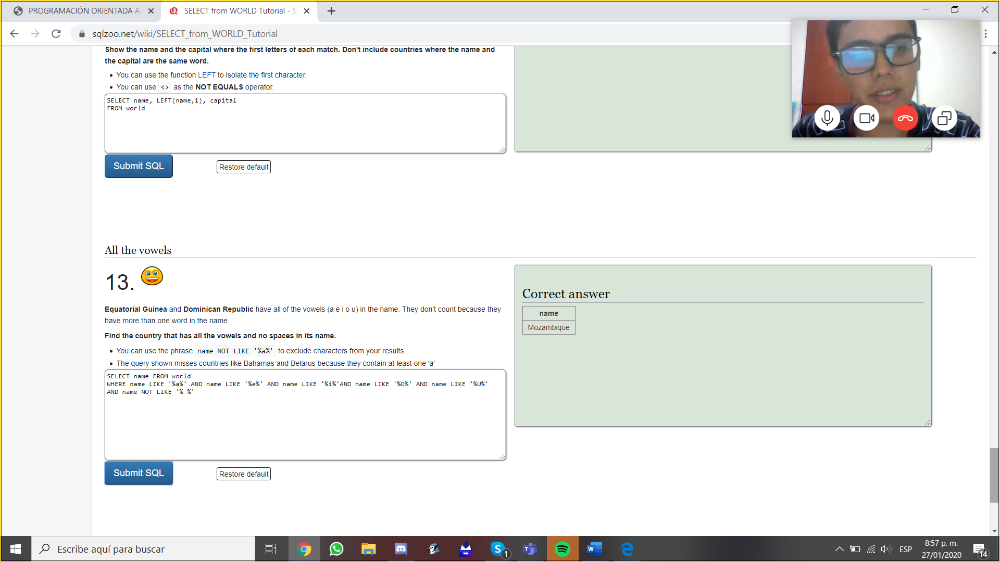 PROGRAMACIÓN ORIENTADA A
SELECT from WORLD Tutorial - S
sqlzoo.net/wiki/SELECT_from_WORLD_Tutorial
Show the name and the capital where the first letters of each match. Don't include countries where the name and
the capital are the same word.
You can use the function LEFT to isolate the first character.
You can use <> as the NOT EQUALS operator.
SELECT name, LEFT(name,1), capital
FROM world
Submit SQL
Restore default
All the vowels
13.
Equatorial Guinea and Dominican Republic have all of the vowels (a e i o u) in the name. They don't count because they
have more than one word in the name.
Find the country that has all the vowels and no spaces in its name.
You can use the phrase name NOT LIKE '%a%' to exclude characters from your results.
The query shown misses countries like Bahamas and Belarus because they contain at least one 'a'
SELECT name FROM world
WHERE name LIKE '%a%' AND name LIKE '%e%' AND name LIKE '%i%'AND name LIKE '%O%' AND name LIKE '%U%'
AND name NOT LIKE '% %'
Submit SQL
Restore default
Correct answer
name
Mozambique
Escribe aquí para buscar
S
1
W
ESP
8:57 p. m.
27/01/2020
14